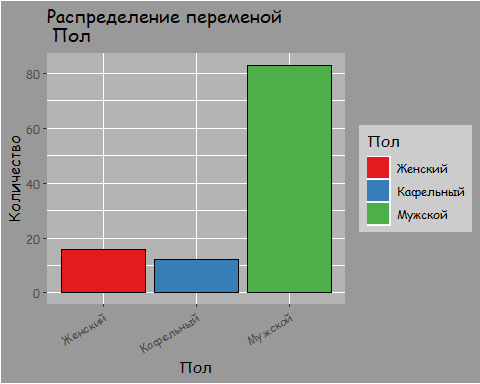 Распределение переменой
Пол
80
60
40
20
0
Количество
Женский
Кафельный
Мужской
Пол
Пол
Женский
Кафельный
Мужской